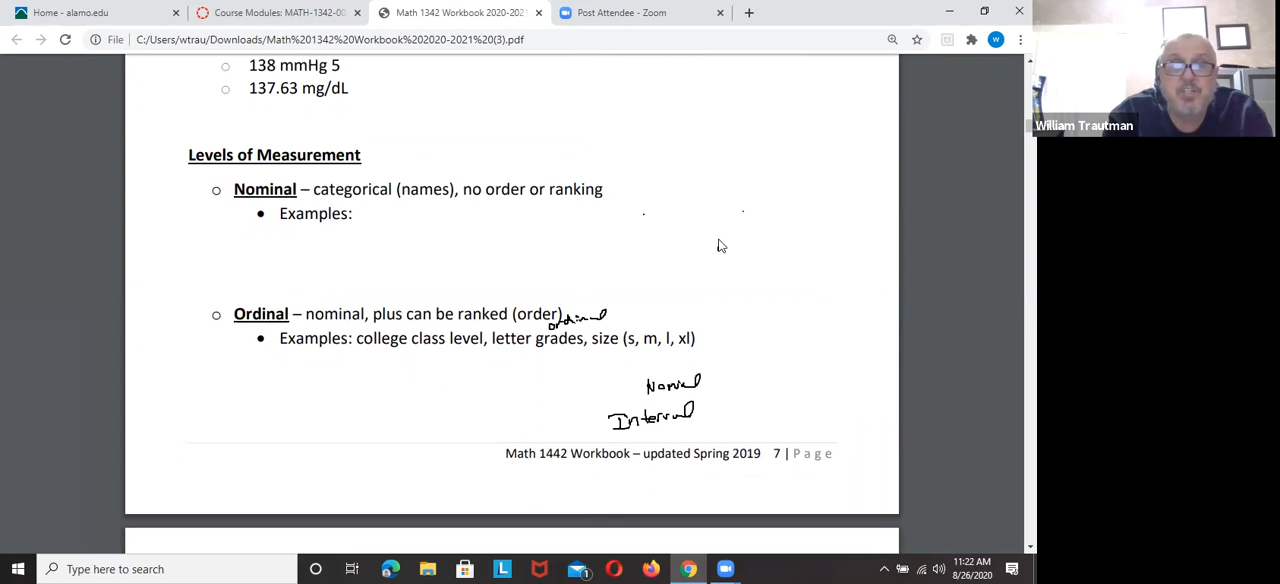 Home - alamo.edu
Course Modules: MATH-1342-00
Math 1342 Workbook 2020-2021
Post Attendee - Zoom
File
C:/Users/wtrau/Downloads/Math%201342%20Workbook%202020-2021%20(3).pdf
W
138 mmHg 5
137.63 mg/dL
William Trautman
Levels of Measurement
Nominal – categorical (names), no order or ranking
Examples:
Ordinal – nominal, plus can be ranked (order)
ordinal
Examples: college class level, letter grades, size (s, m, l, xl)
Interval
Math 1442 Workbook – updated Spring 2019 7 | Page
Type here to search
L
1
11:22 AM
8/26/2020